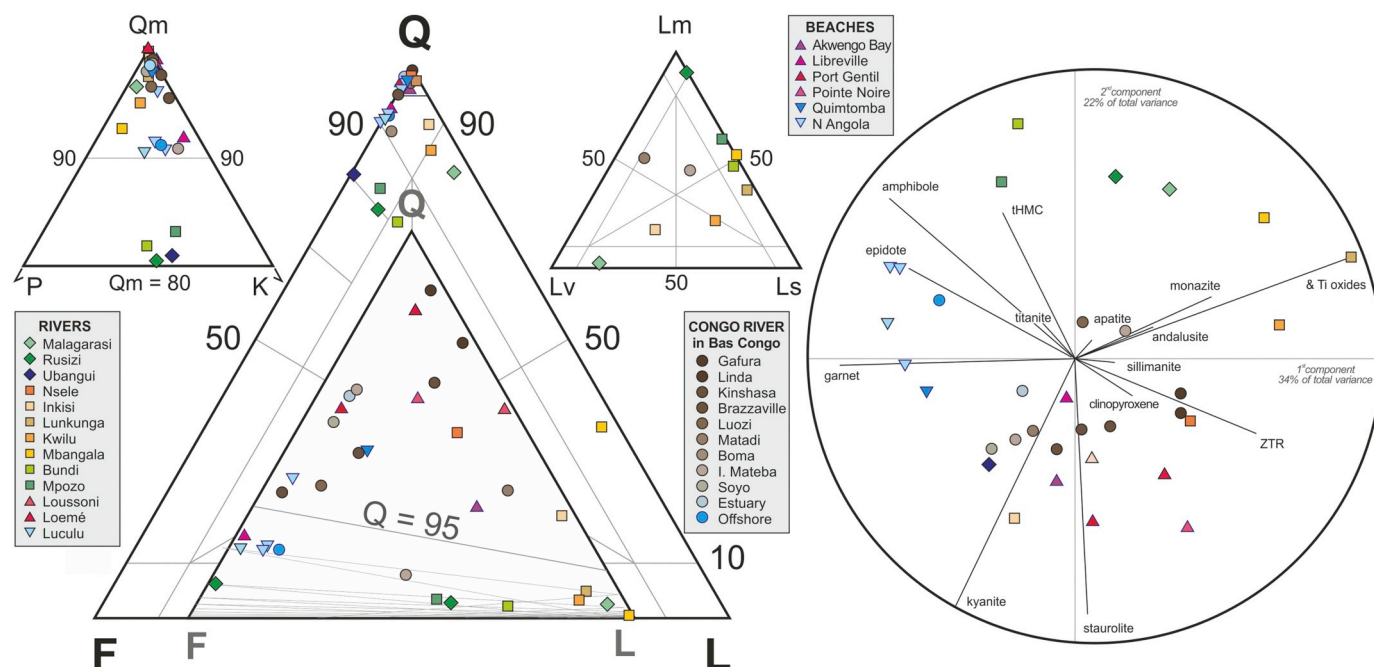 Qm
90
90
P
Qm = 80
K
Q
90
90
Q
50
50
Q = 95
10
F
F
L
L
Lm
50
50
Lv
50
Ls
BEACHES
Akwengo Bay
Libreville
Port Gentil
Pointe Noire
Quimtomba
N Angola
RIVERS
Malagarasi
Rusizi
Ubangui
Nsele
Inkisi
Lunkunga
Kwilu
Mbangala
Bundi
Mpozo
Loussoni
Loemé
Luculu
CONGO RIVER
in Bas Congo
Gafura
Linda
Kinshasa
Brazzaville
Luozi
Matadi
Boma
I. Mateba
Soyo
Estuary
Offshore
2st component
22% of total variance
amphibole
tHMC
epidote
monazite
& Ti oxides
titanite
apatite
andalusite
garnet
sillimanite
1st component
34% of total variance
clinopyroxene
ZTR
kyanite
staurolite